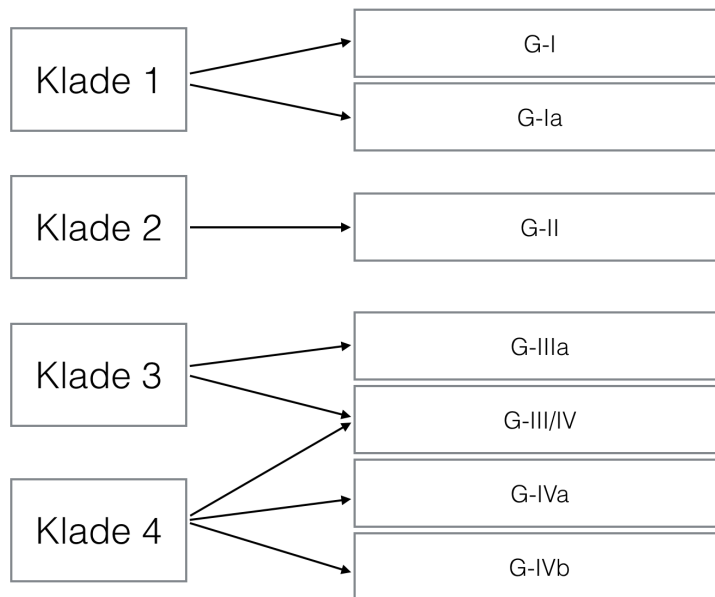 Klade 1
G-I
G-Ia
Klade 2
G-II
Klade 3
G-IIIa
G-III/IV
Klade 4
G-IVa
G-IVb